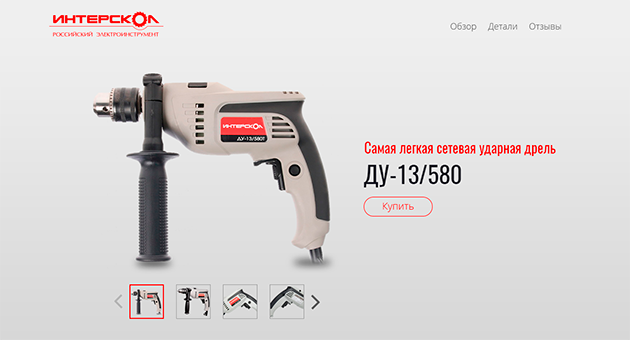 ИНТЕРСКОЛ
РОССИЙСКИЙ ЭЛЕКТРОИНСТРУМЕНТ
Обзор Детали Отзывы
ИНТЕРСКОЛ
ДУ-13/580Т
Самая легкая сетевая ударная дрель
ДУ-13/580
Купить